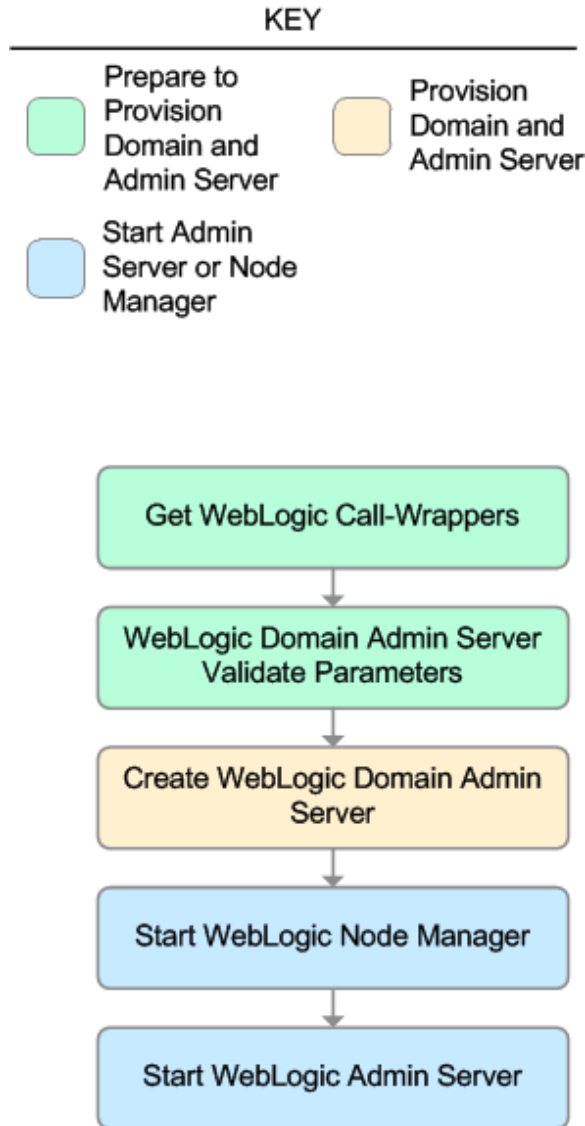 KEY
Prepare to
Provision
Domain and
Admin Server
Provision
Domain and
Admin Server
Start Admin
Server or Node
Manager
Get WebLogic Call-Wrappers
WebLogic Domain Admin Server
Validate Parameters
Create WebLogic Domain Admin
Server
Start WebLogic Node Manager
Start WebLogic Admin Server